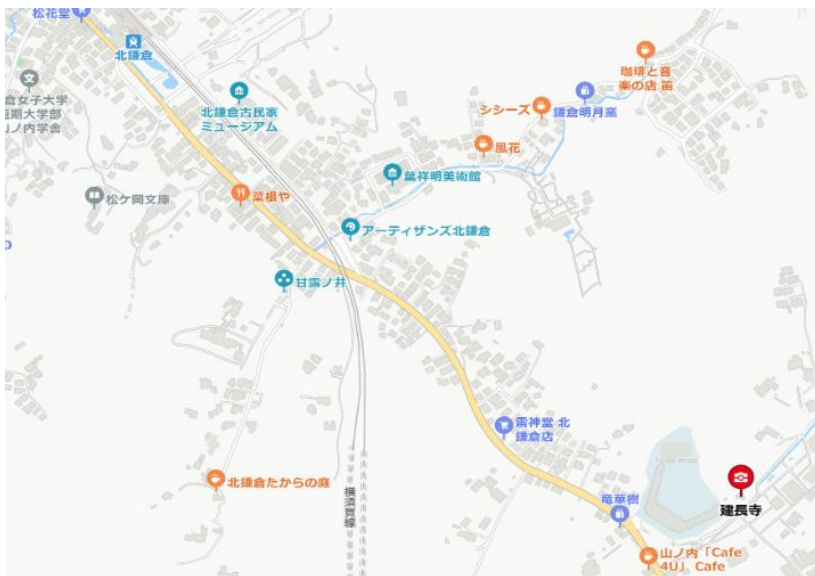 松花堂
北鎌倉
倉女子大学
短期大学部
山ノ内学舎
北鎌倉古民家
ミュージアム
珈琲と音
楽の店 笛
シシーズ
鎌倉明月窯
風花
葉祥明美術館
松ケ岡文庫
菜根や
アーティザンズ北鎌倉
甘露ノ井
雷神堂 北
鎌倉店
北鎌倉たからの庭
横須賀線
竜華樹
建長寺
山ノ内「Cafe
4U」Cafe